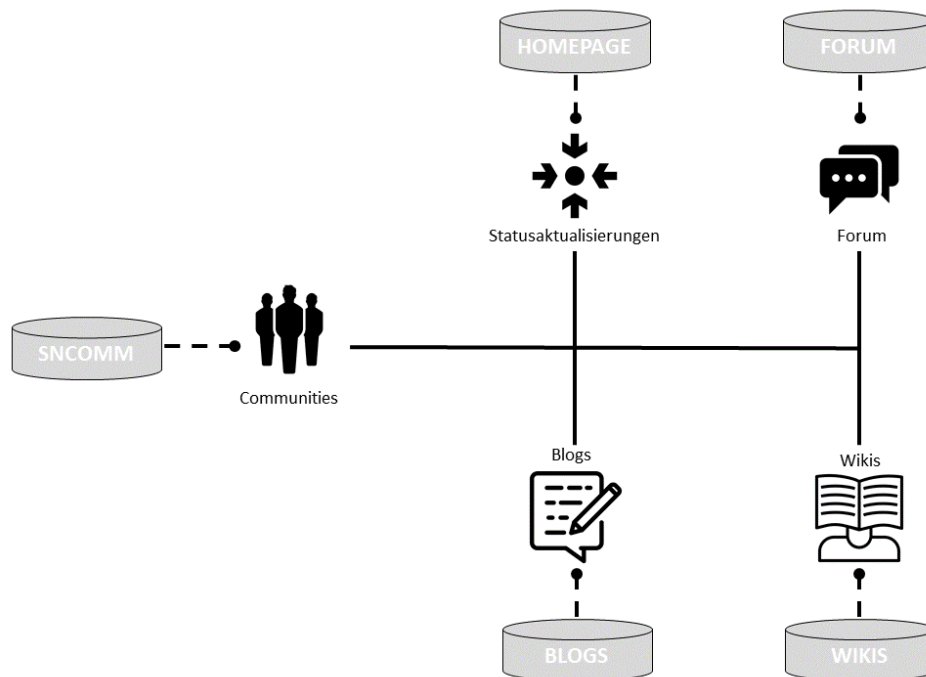 HOMEPAGE
FORUM
Statusaktualisierungen
Forum
SNCOMM
Communities
Blogs
Wikis
BLOGS
WIKIS